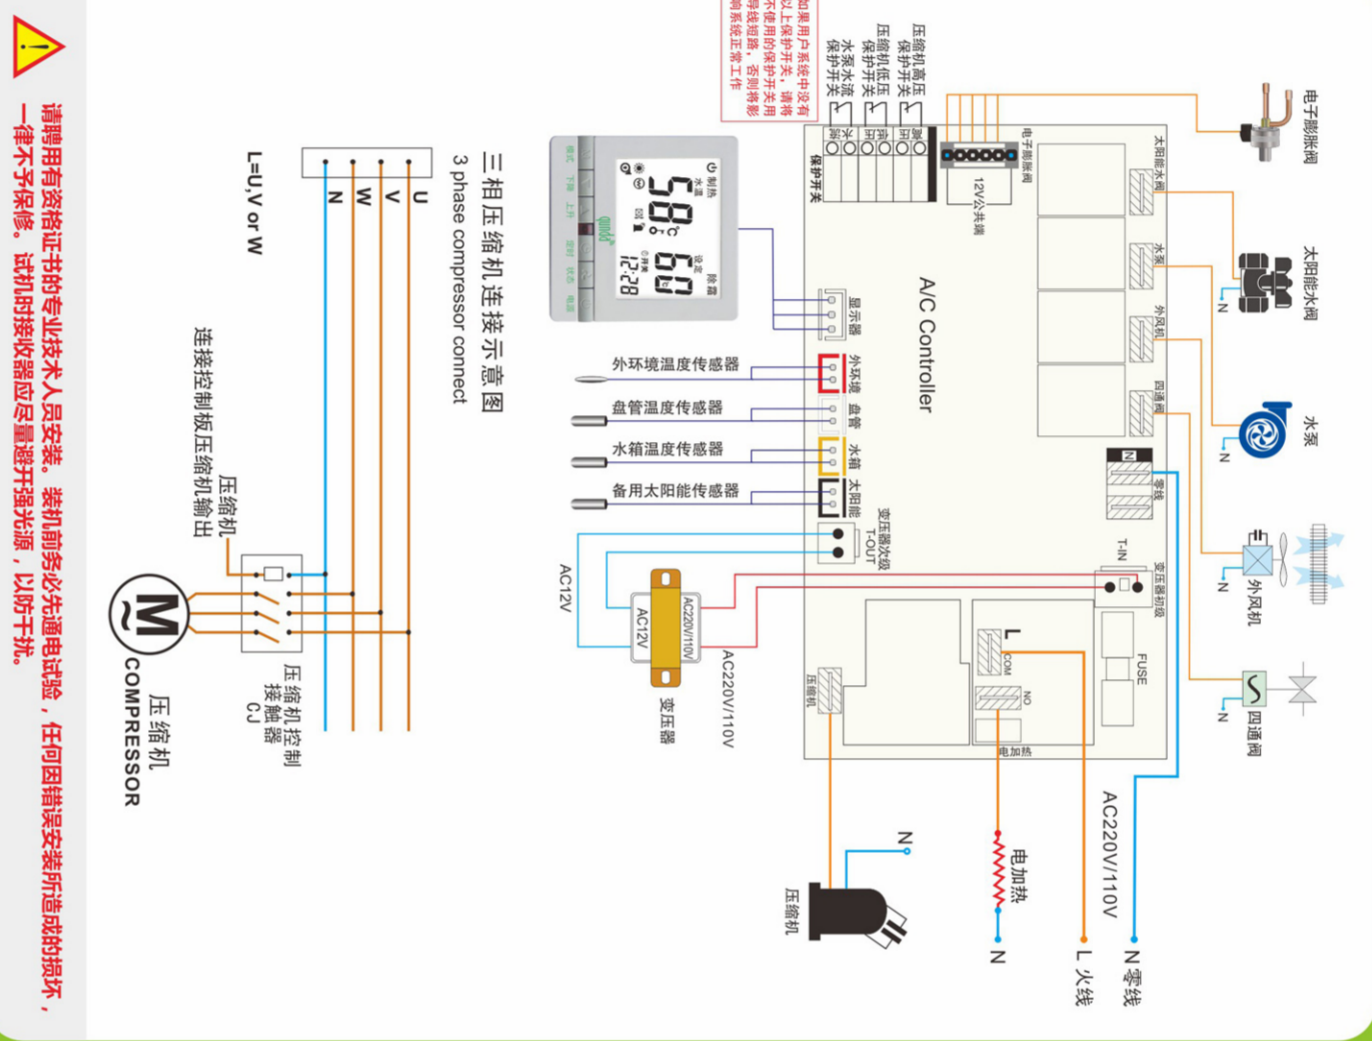 电子膨胀阀
太阳能水阀
N
水泵
N
外风机
N
四通阀
N
AC220V/110V
N 零线
L 火线
电加热
N
N
压缩机
太阳能水阀
水泵
外风机
四通阀
N
零线
T-IN
变压器初级
FUSE
L
COM
NO
电加热
压缩机
电子膨胀阀
12V公共端
A/C Controller
压缩机高压
保护开关
压缩机低压
保护开关
水泵水流
保护开关
高压
低压
水流
保护开关
如果用户系统中没有
以上保护开关，请将
不使用的保护开关用
导线短路，否则将影
响系统正常工作
显示器
外环境
盘管
水箱
太阳能
变压器次级
T-OUT
外环境温度传感器
盘管温度传感器
水箱温度传感器
备用太阳能传感器
AC12V
AC220V/110V
AC12V
AC220V/110V
变压器
制热
水温
58
℃
设定
除霜
60
℃
开关
12:28
模式
下降
上升
定时
状态
电源
三相压缩机连接示意图
3 phase compressor connect
U
V
W
N
L=U,V or W
连接控制板压缩机输出
压缩机
压缩机控制
接触器
CJ
M
~
压缩机
COMPRESSOR
!
请聘用有资格证书的专业技术人员安装。装机前务必先通电试验，任何因错误安装所造成的损坏，
一律不予保修。试机时接收器应尽量避开强光源，以防干扰。